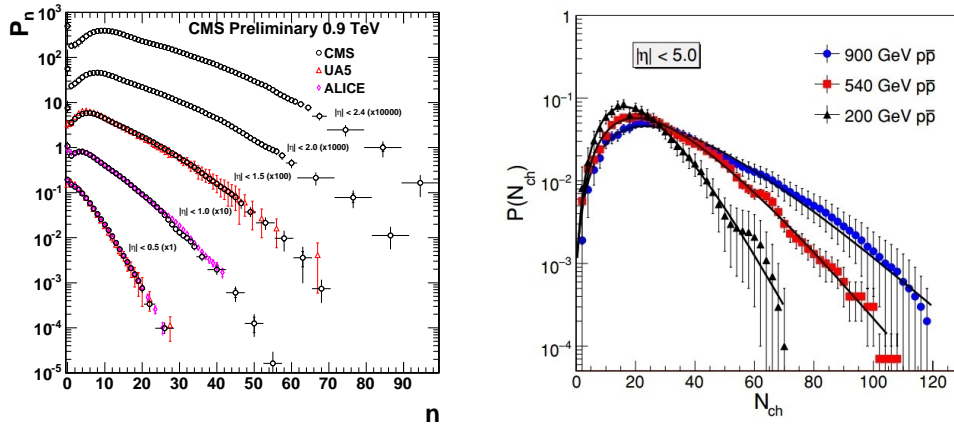 CMS Preliminary 0.9 TeV
P_n
CMS
UA5
ALICE
|η| < 2.4 (x10000)
|η| < 2.0 (x1000)
|η| < 1.5 (x100)
|η| < 1.0 (x10)
|η| < 0.5 (x1)
10^3
10^2
10
1
10^-1
10^-2
10^-3
10^-4
10^-5
0 10 20 30 40 50 60 70 80 90
n
|η| < 5.0
900 GeV pp̅
540 GeV pp̅
200 GeV pp̅
P(N_ch)
10^-1
10^-2
10^-3
10^-4
0 20 40 60 80 100 120
N_ch